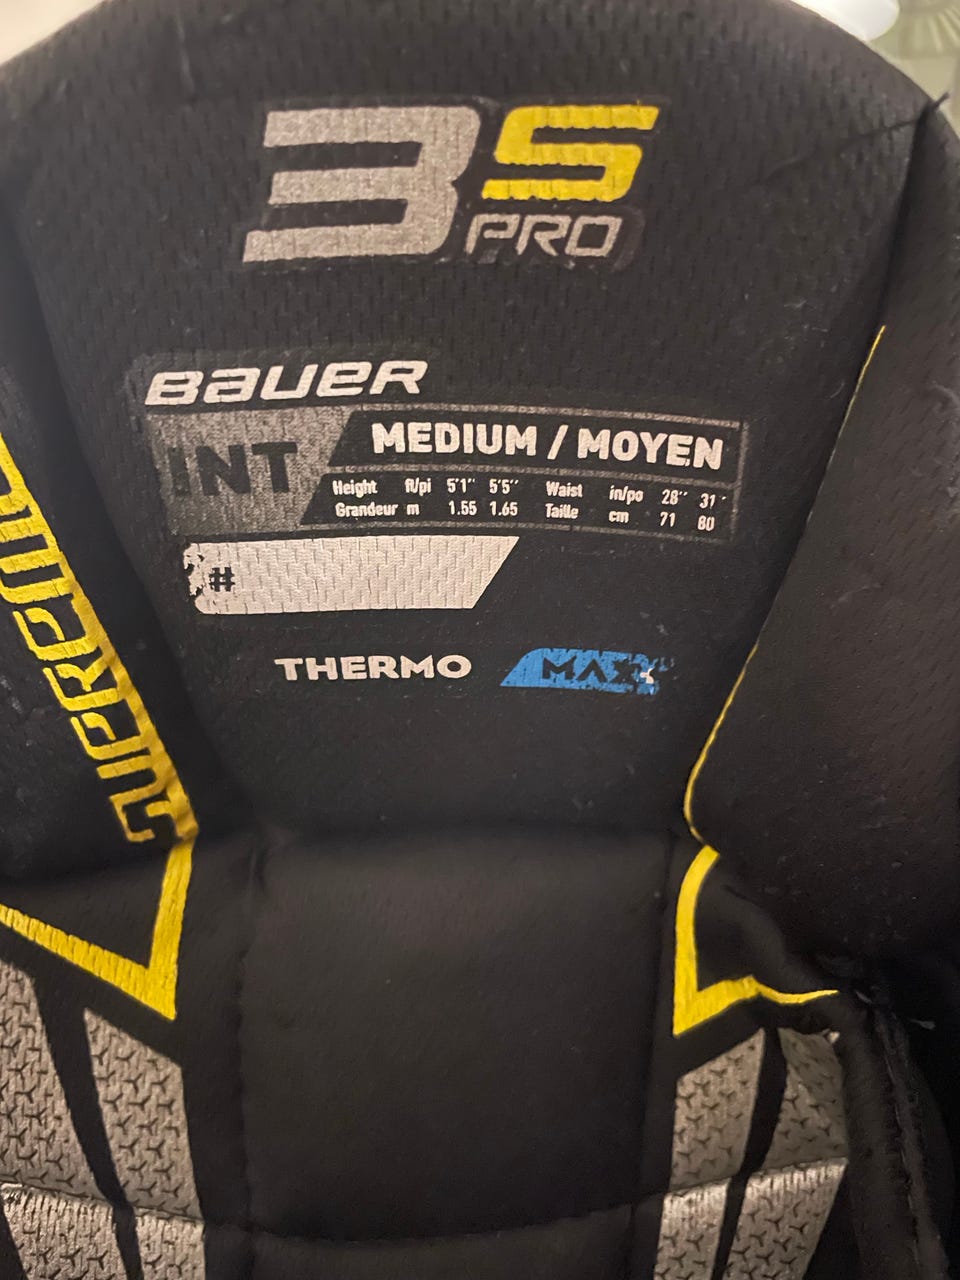 3S
PRO
BAUER
INT
MEDIUM / MOYEN
Height ft/pi 5'1'' 5'5'' Waist in/po 28'' 31''
Grandeur m 1.55 1.65 Taille cm 71 80
#
THERMO MAX
SUPREME